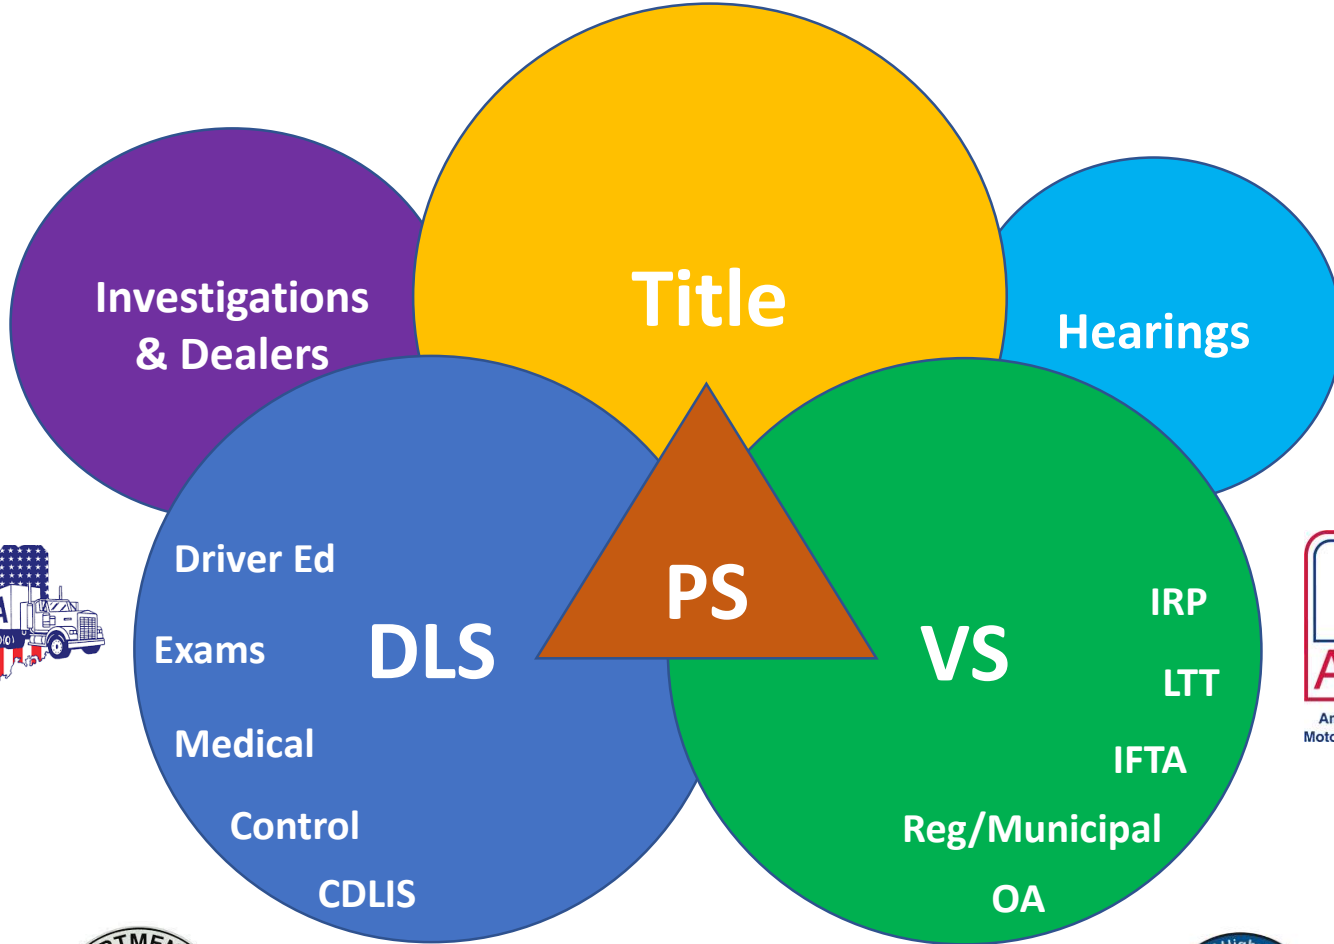 Title
Investigations
& Dealers
Hearings
Driver Ed
PS
IRP
Exams
DLS
VS
LTT
Medical
IFTA
Control
Reg/Municipal
CDLIS
OA